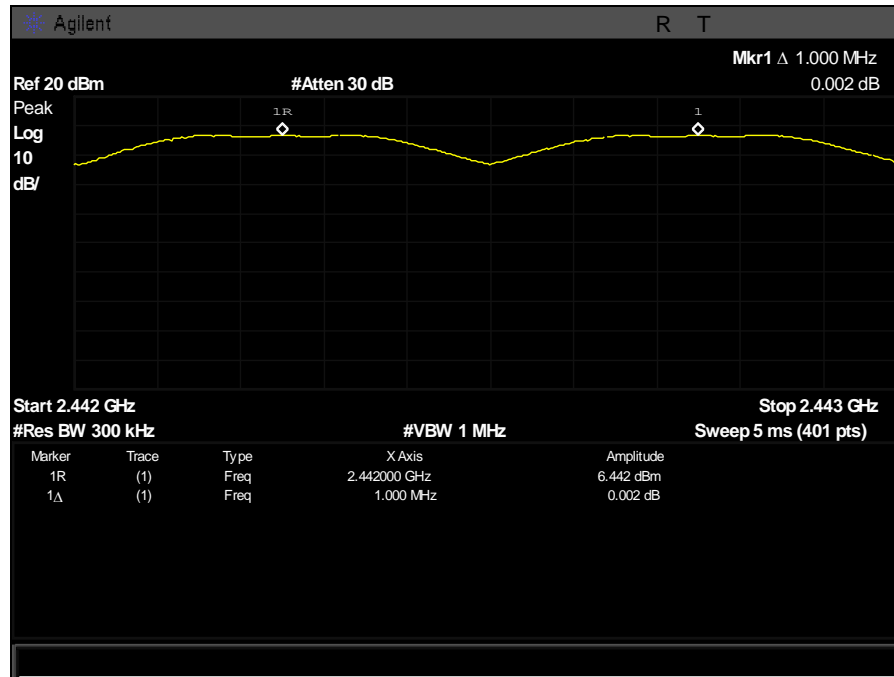 Agilent R T
Mkr1 Δ 1.000 MHz
Ref 20 dBm #Atten 30 dB 0.002 dB
Peak
Log
10
dB/
1R 1
Start 2.442 GHz Stop 2.443 GHz
#Res BW 300 kHz #VBW 1 MHz Sweep 5 ms (401 pts)
Marker Trace Type X Axis Amplitude
1R (1) Freq 2.442000 GHz 6.442 dBm
1Δ (1) Freq 1.000 MHz 0.002 dB